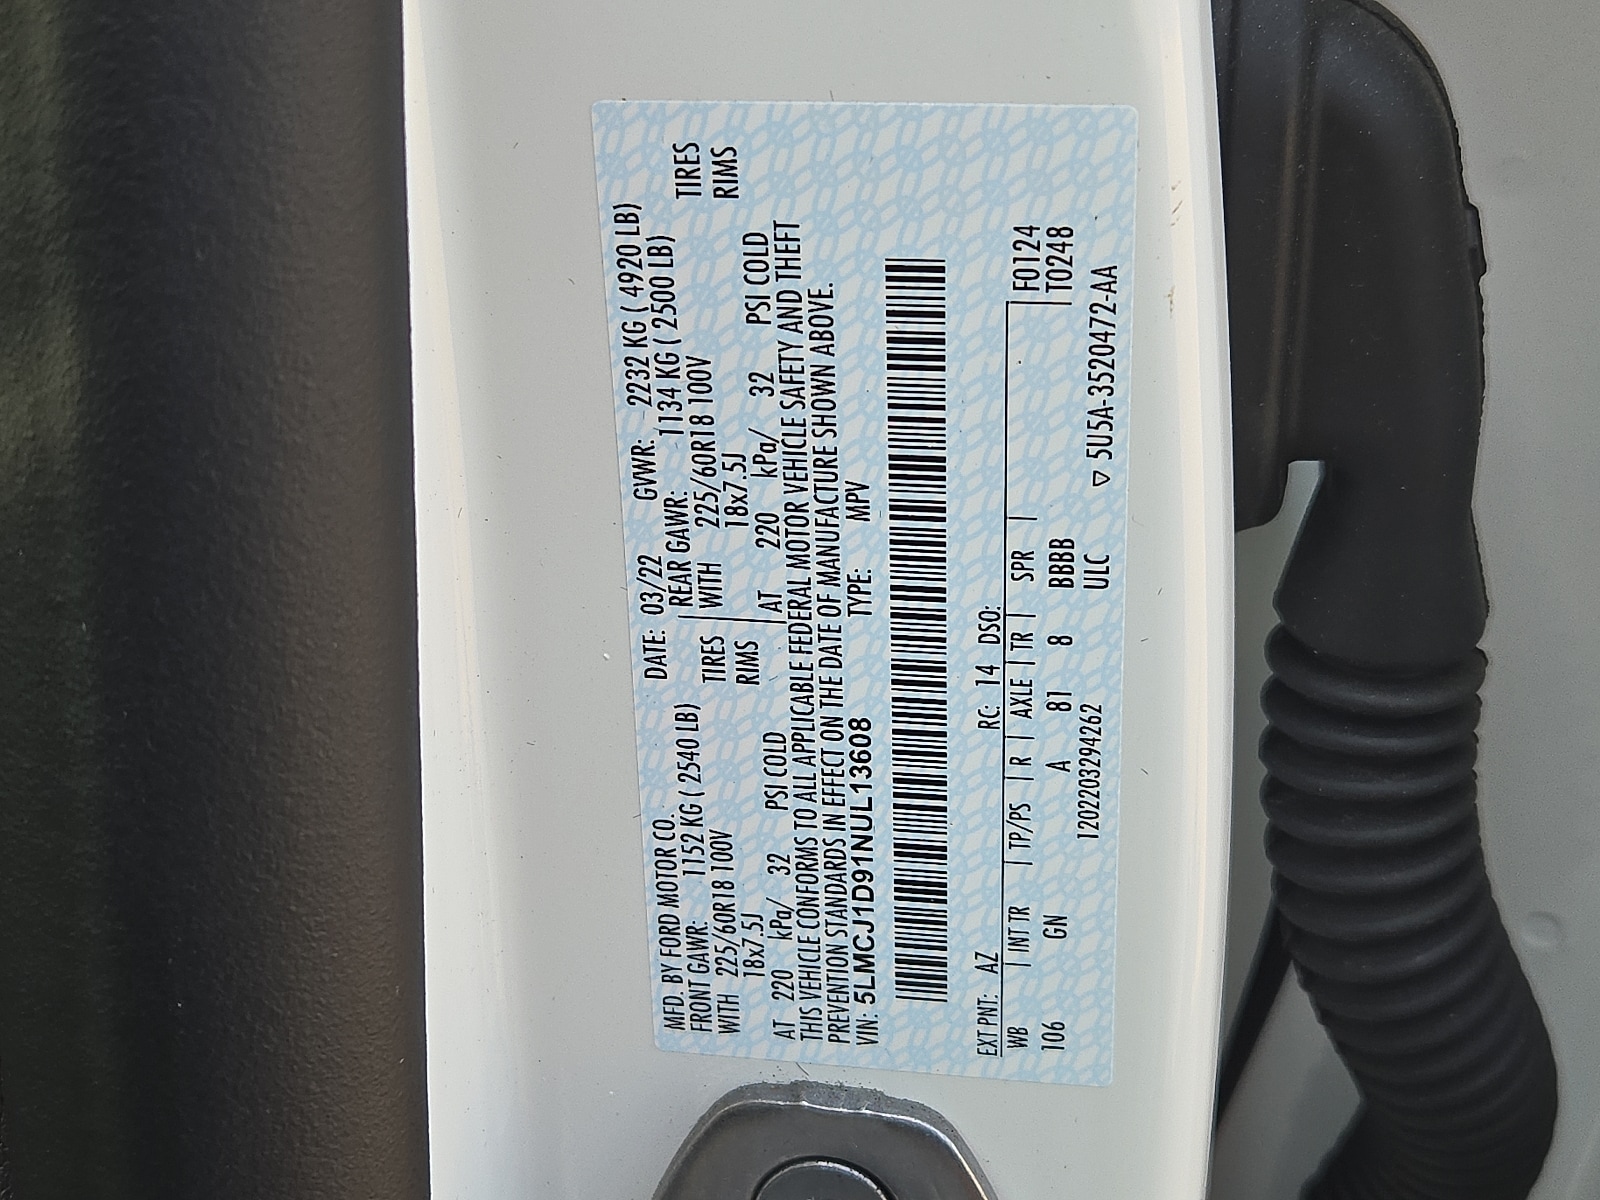 MFD. BY FORD MOTOR CO. DATE: 03/22 GVWR: 2232 KG ( 4920 LB)
FRONT GAWR: 1152 KG ( 2540 LB) REAR GAWR: 1134 KG ( 2500 LB)
WITH 225/60R18 100V TIRES WITH 225/60R18 100V TIRES
18x7.5J RIMS 18x7.5J RIMS
AT 220 kPa/ 32 PSI COLD AT 220 kPa/ 32 PSI COLD
THIS VEHICLE CONFORMS TO ALL APPLICABLE FEDERAL MOTOR VEHICLE SAFETY AND THEFT
PREVENTION STANDARDS IN EFFECT ON THE DATE OF MANUFACTURE SHOWN ABOVE.
VIN: 5LMCJ1D91NUL13608 TYPE: MPV
EXT PNT: AZ RC: 14 DSO:
WB INT TR TP/PS R AXLE TR SPR F0124
106 GN A 81 8 BBBB T0248
1202203294262 ULC ▽ 5U5A-3520472-AA